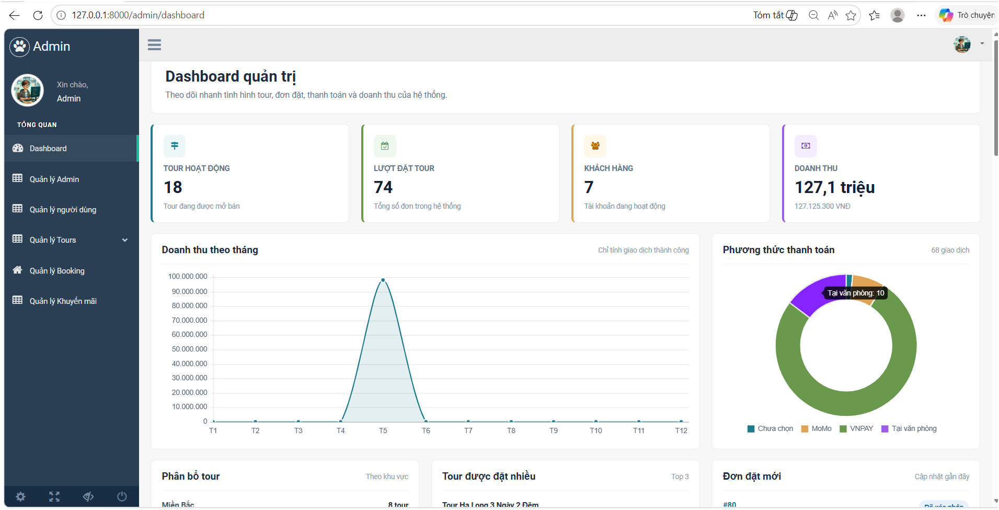 127.0.0.1:8000/admin/dashboard
Tóm tắt
Trò chuyện
Admin
Xin chào,
Admin
TỔNG QUAN
Dashboard
Quản lý Admin
Quản lý người dùng
Quản lý Tours
Quản lý Booking
Quản lý Khuyến mãi
Dashboard quản trị
Theo dõi nhanh tình hình tour, đơn đặt, thanh toán và doanh thu của hệ thống.
TOUR HOẠT ĐỘNG
18
Tour đang được mở bán
LƯỢT ĐẶT TOUR
74
Tổng số đơn trong hệ thống
KHÁCH HÀNG
7
Tài khoản đang hoạt động
DOANH THU
127,1 triệu
127.125.300 VNĐ
Doanh thu theo tháng
Chỉ tính giao dịch thành công
100.000.000
90.000.000
80.000.000
70.000.000
60.000.000
50.000.000
40.000.000
30.000.000
20.000.000
10.000.000
0
T1 T2 T3 T4 T5 T6 T7 T8 T9 T10 T11 T12
Phương thức thanh toán
68 giao dịch
Tại văn phòng: 10
Chưa chọn MoMo VNPAY Tại văn phòng
Phân bổ tour
Theo khu vực
Miền Bắc
8 tour
Tour được đặt nhiều
Top 3
Tour Hạ Long 3 Ngày 2 Đêm
Đơn đặt mới
Cập nhật gần đây
#80
Đã xác nhận